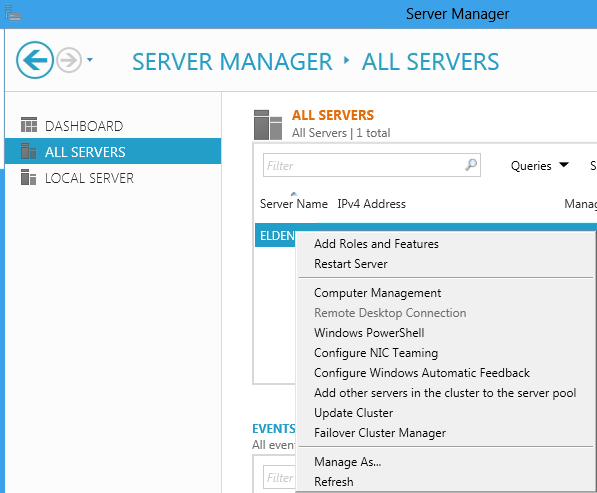 Server Manager
SERVER MANAGER ‣ ALL SERVERS
DASHBOARD
ALL SERVERS
LOCAL SERVER
ALL SERVERS
All Servers | 1 total
Filter
Queries
Server Name IPv4 Address
Add Roles and Features
Restart Server
Computer Management
Remote Desktop Connection
Windows PowerShell
Configure NIC Teaming
Configure Windows Automatic Feedback
Add other servers in the cluster to the server pool
Update Cluster
Failover Cluster Manager
Manage As...
Refresh
EVENTS
All
Filter